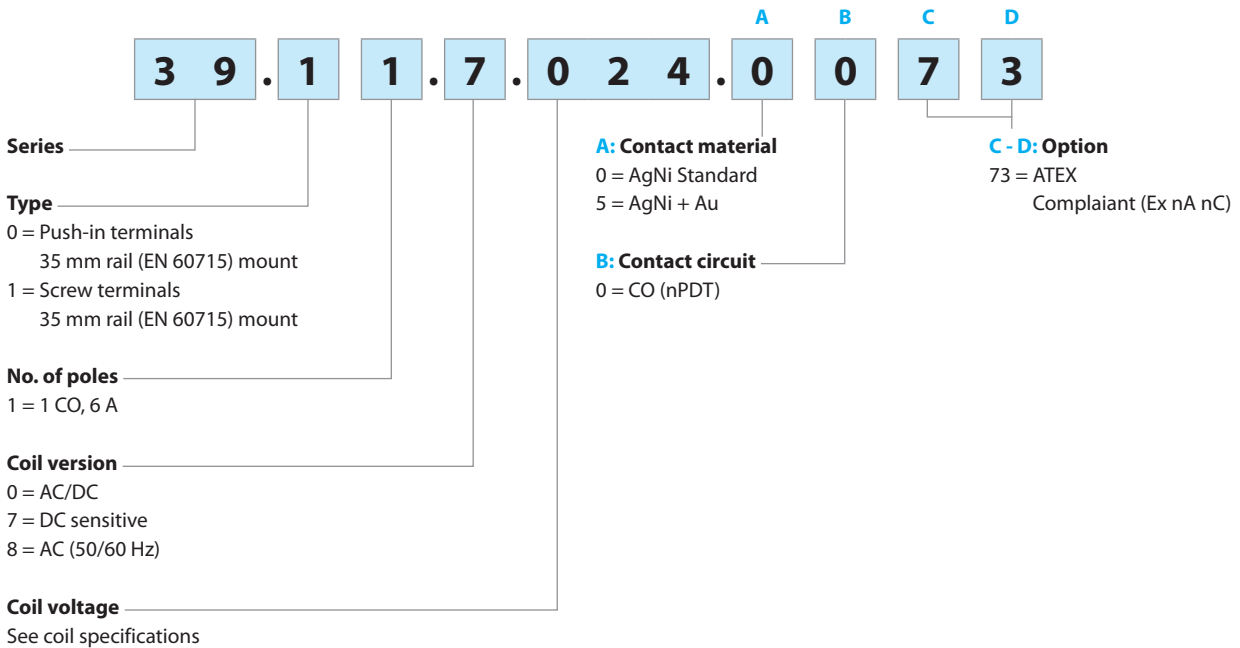 A B C D
3 9 . 1 1 . 7 . 0 2 4 . 0 0 7 3
Series
Type
0 = Push-in terminals
35 mm rail (EN 60715) mount
1 = Screw terminals
35 mm rail (EN 60715) mount
No. of poles
1 = 1 CO, 6 A
Coil version
0 = AC/DC
7 = DC sensitive
8 = AC (50/60 Hz)
Coil voltage
See coil specifications
A: Contact material
0 = AgNi Standard
5 = AgNi + Au
B: Contact circuit
0 = CO (nPDT)
C - D: Option
73 = ATEX
Complaiant (Ex nA nC)